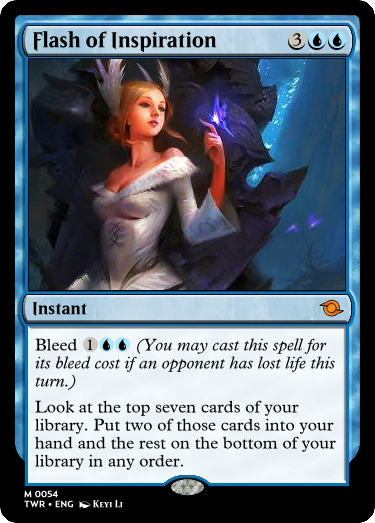 Flash of Inspiration 3
Instant
Bleed 1 (You may cast this spell for
its bleed cost if an opponent has lost life this
turn.)
Look at the top seven cards of your
library. Put two of those cards into your
hand and the rest on the bottom of your
library in any order.
M 0054
TWR • ENG Keyi Li